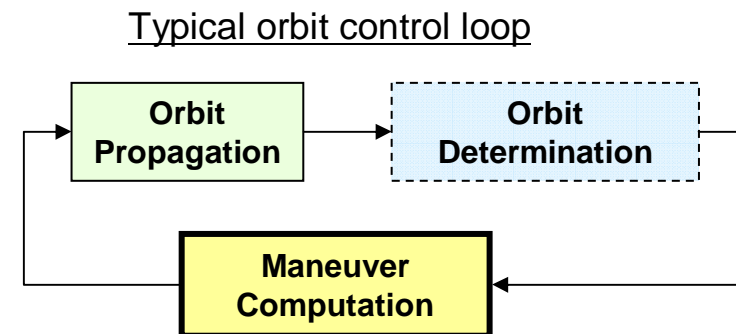 Typical orbit control loop
Orbit
Propagation
Orbit
Determination
Maneuver
Computation